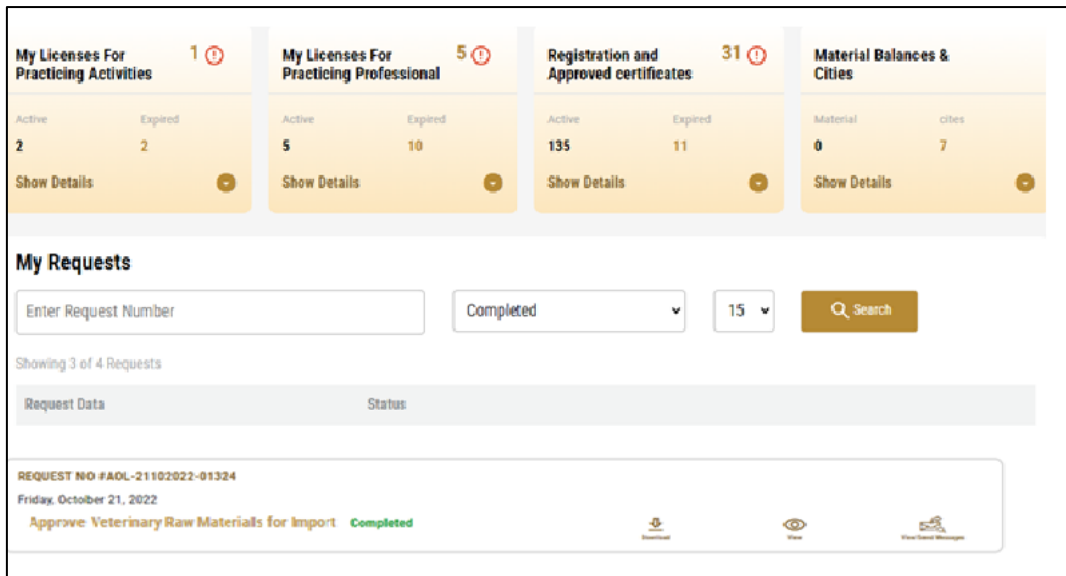 My Licenses For
Practicing Activities
1
Active Expired
2 2
Show Details
My Licenses For
Practicing Professional
5
Active Expired
5 10
Show Details
Registration and
Approved certificates
31
Active Expired
135 11
Show Details
Material Balances &
Cities
Material cites
0 7
Show Details
My Requests
Enter Request Number Completed 15 Search
Showing 3 of 4 Requests
Request Data Status
REQUEST NO #AOL-21102022-01324
Friday, October 21, 2022
Approve Veterinary Raw Materials for Import Completed
Download View View/Send Messages